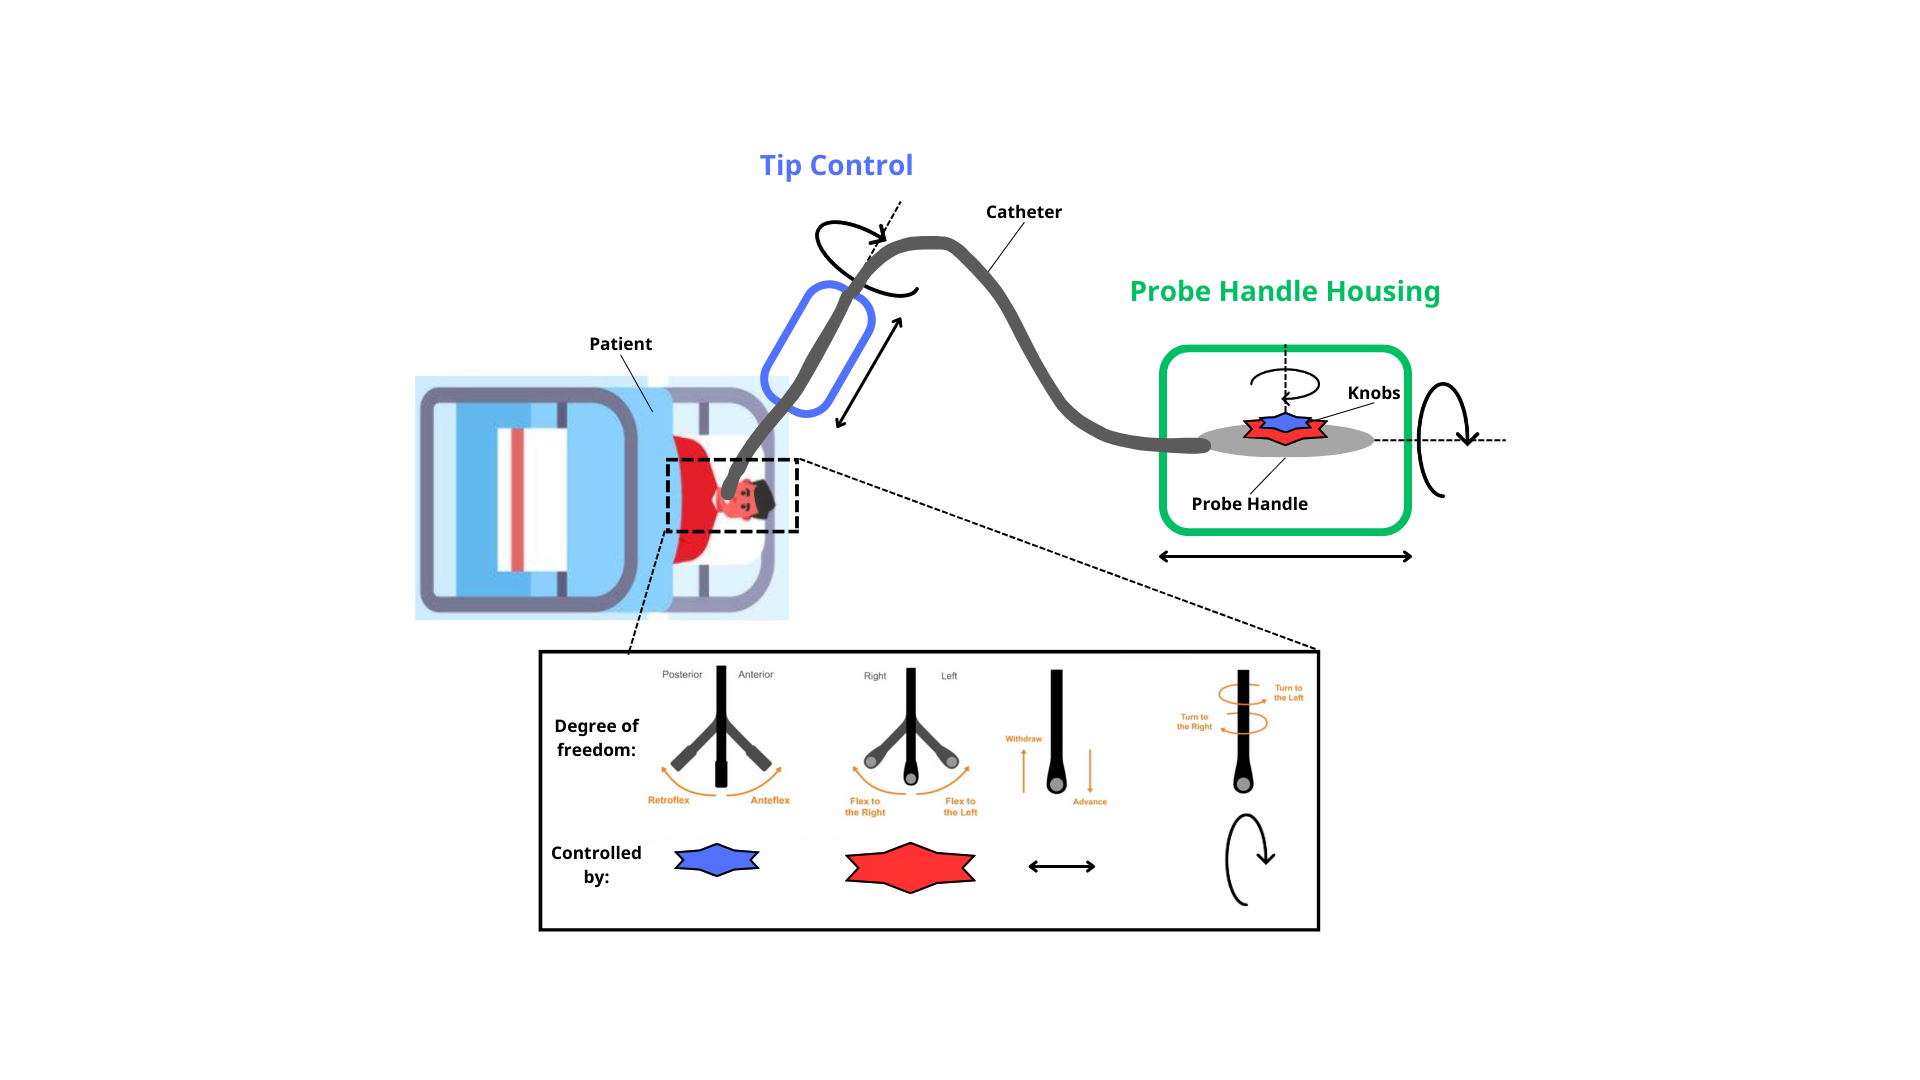 Tip Control
Catheter
Probe Handle Housing
Patient
Knobs
Probe Handle
Posterior
Anterior
Right
Left
Degree of
freedom:
Retroflex
Anteflex
Flex to
the Right
Flex to
the Left
Withdraw
Advance
Turn to
the Left
Turn to
the Right
Controlled
by: